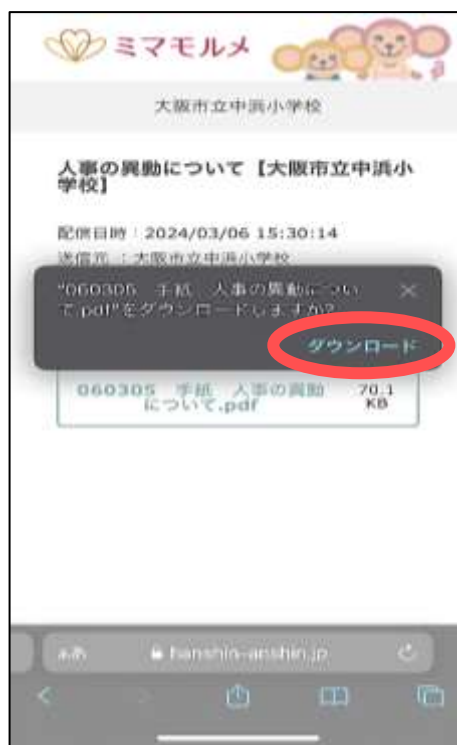 ミマモルメ
大阪市立中浜小学校
人事の異動について【大阪市立中浜小
学校】
配信日時：2024/03/06 15:30:14
送信元 ：大阪市立中浜小学校
"060305　手紙　人事の異動につい
て.pdf"をダウンロードしますか?
ダウンロード
060305　手紙　人事の異動 70.1
について.pdf KB
ぁあ hanshin-anshin.jp